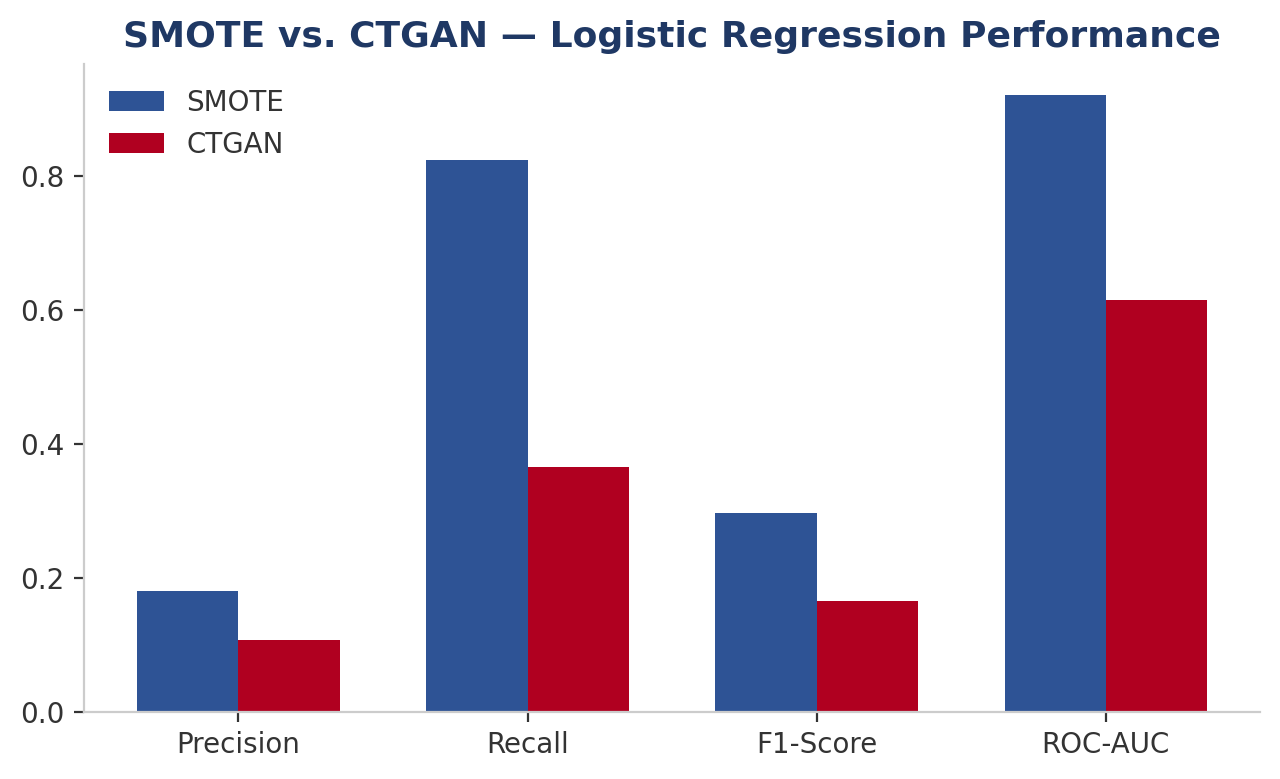 SMOTE vs. CTGAN — Logistic Regression Performance
SMOTE
CTGAN
0.8
0.6
0.4
0.2
0.0
Precision Recall F1-Score ROC-AUC